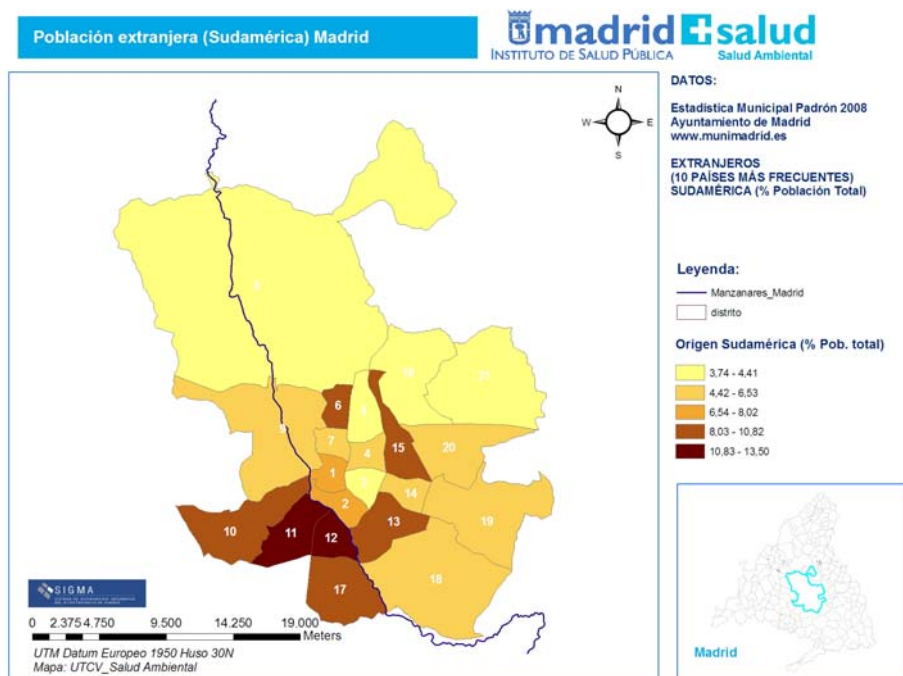 Población extranjera (Sudamérica) Madrid
madrid salud
INSTITUTO DE SALUD PÚBLICA
Salud Ambiental
DATOS:
Estadística Municipal Padrón 2008
Ayuntamiento de Madrid
www.munimadrid.es
EXTRANJEROS
(10 PAÍSES MÁS FRECUENTES)
SUDAMÉRICA (% Población Total)
N
W E
S
Leyenda:
Manzanares_Madrid
distrito
Origen Sudamérica (% Pob. total)
3,74 - 4,41
4,42 - 6,53
6,54 - 8,02
8,03 - 10,82
10,83 - 13,50
6
7
4
15
20
1
2
14
13
19
10
11
12
17
18
SIGMA
0 2.375 4.750 9.500 14.250 19.000
Meters
UTM Datum Europeo 1950 Huso 30N
Mapa: UTCV_Salud Ambiental
Madrid